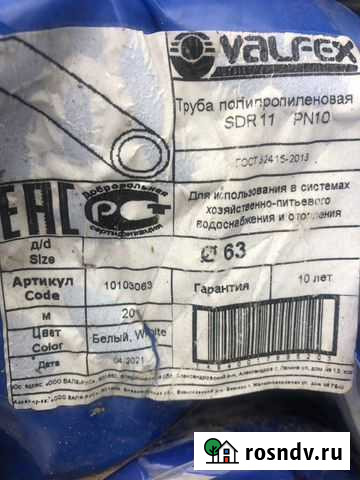 VALFEX
Труба полипропиленовая
SDR 11 PN10
ГОСТ 32415-2013
EAC
Добровольная
РСТ
сертификация
Для использования в системах
хозяйственно-питьевого
водоснабжения и отопления
д/d
Size
Ø 63
Артикул
Code
10103063
Гарантия
10 лет
м
20
Цвет
Color
Белый, White
Дата
04.2021
rosndv.ru